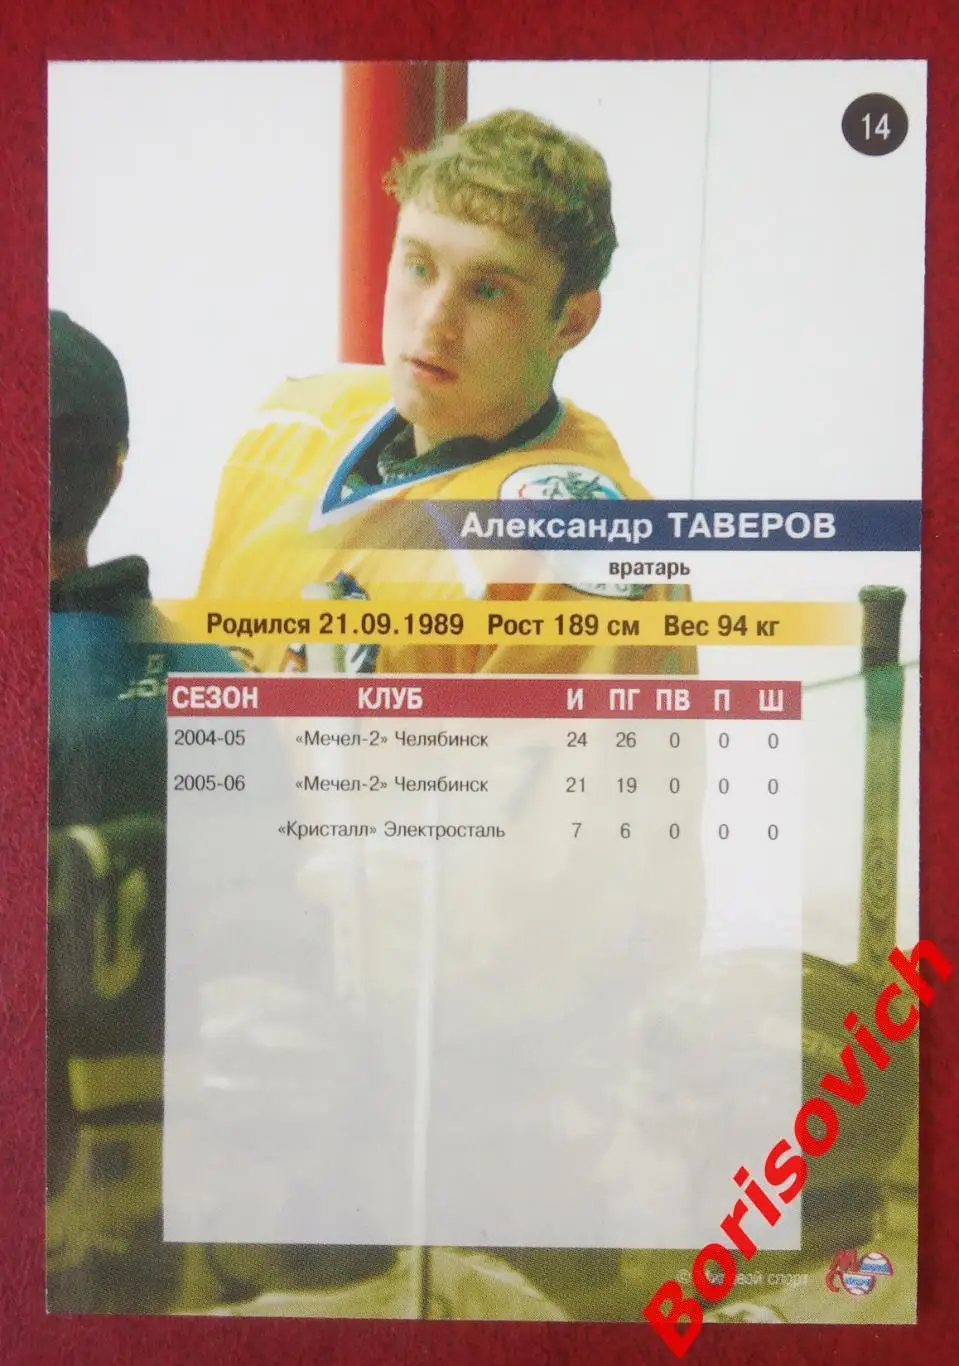 14
Александр ТАВЕРОВ
вратарь
Родился 21.09.1989 Рост 189 см Вес 94 кг
СЕЗОН КЛУБ И ПГ ПВ П Ш
2004-05 «Мечел-2» Челябинск 24 26 0 0 0
2005-06 «Мечел-2» Челябинск 21 19 0 0 0
«Кристалл» Электросталь 7 6 0 0 0
Borisovich
© спорт